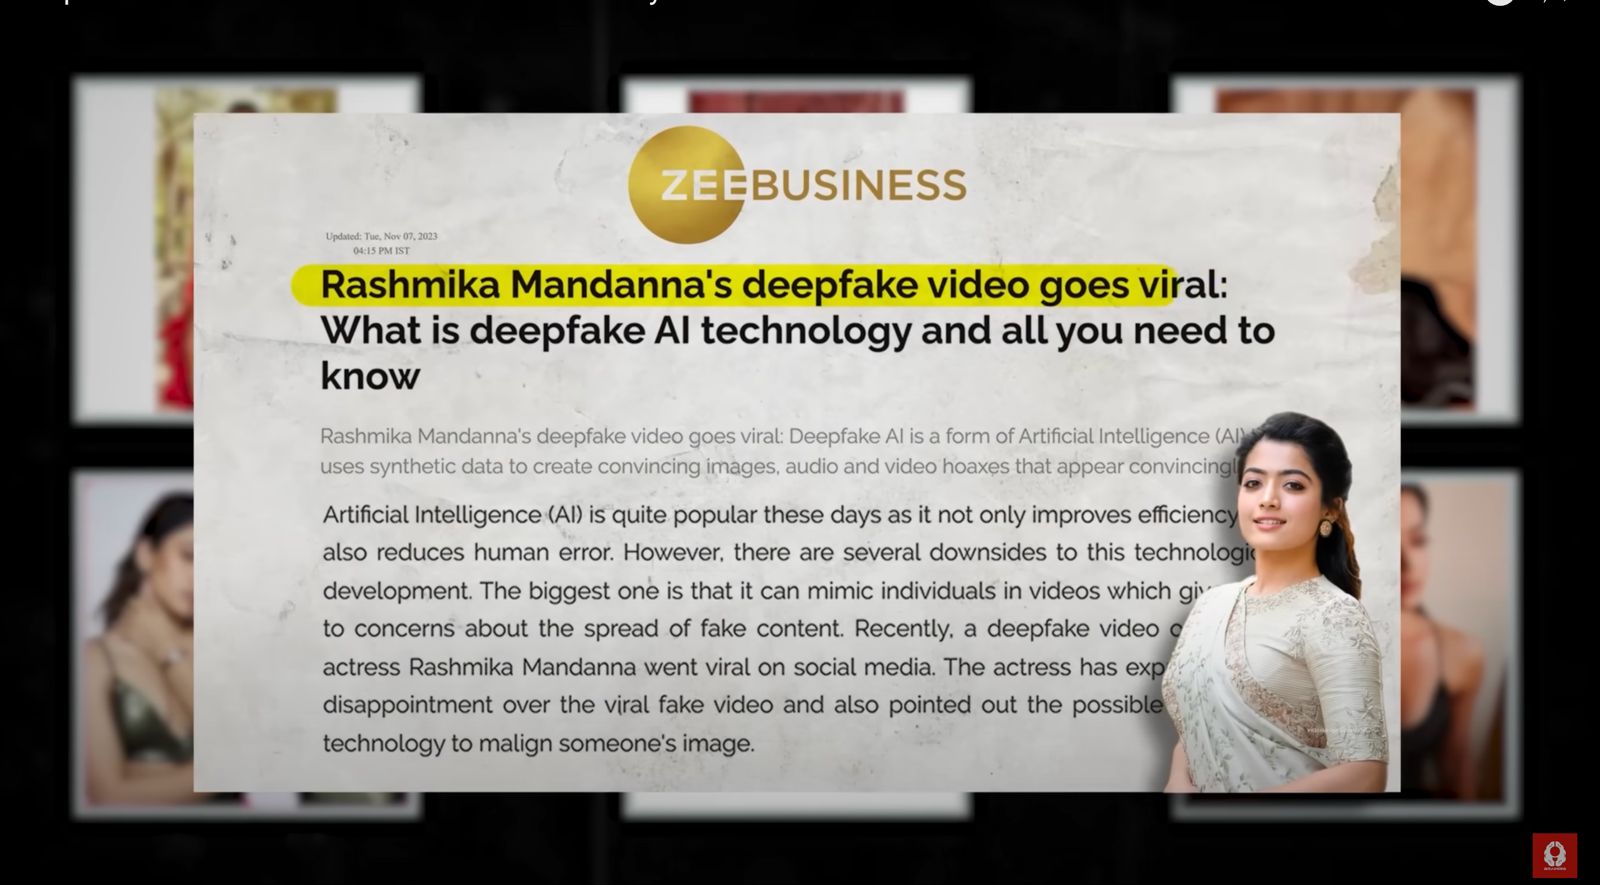 ZEEBUSINESS
Updated: Tue, Nov 07, 2023
04:15 PM IST
Rashmika Mandanna's deepfake video goes viral:
What is deepfake AI technology and all you need to
know
Rashmika Mandanna's deepfake video goes viral: Deepfake AI is a form of Artificial Intelligence (AI)
uses synthetic data to create convincing images, audio and video hoaxes that appear
Artificial Intelligence (AI) is quite popular these days as it not only improves efficiency
also reduces human error. However, there are several downsides to this
development. The biggest one is that it can mimic individuals in videos which
to concerns about the spread of fake content. Recently, a deepfake video
actress Rashmika Mandanna went viral on social media. The actress has
disappointment over the viral fake video and also pointed out the possible
technology to malign someone's image.